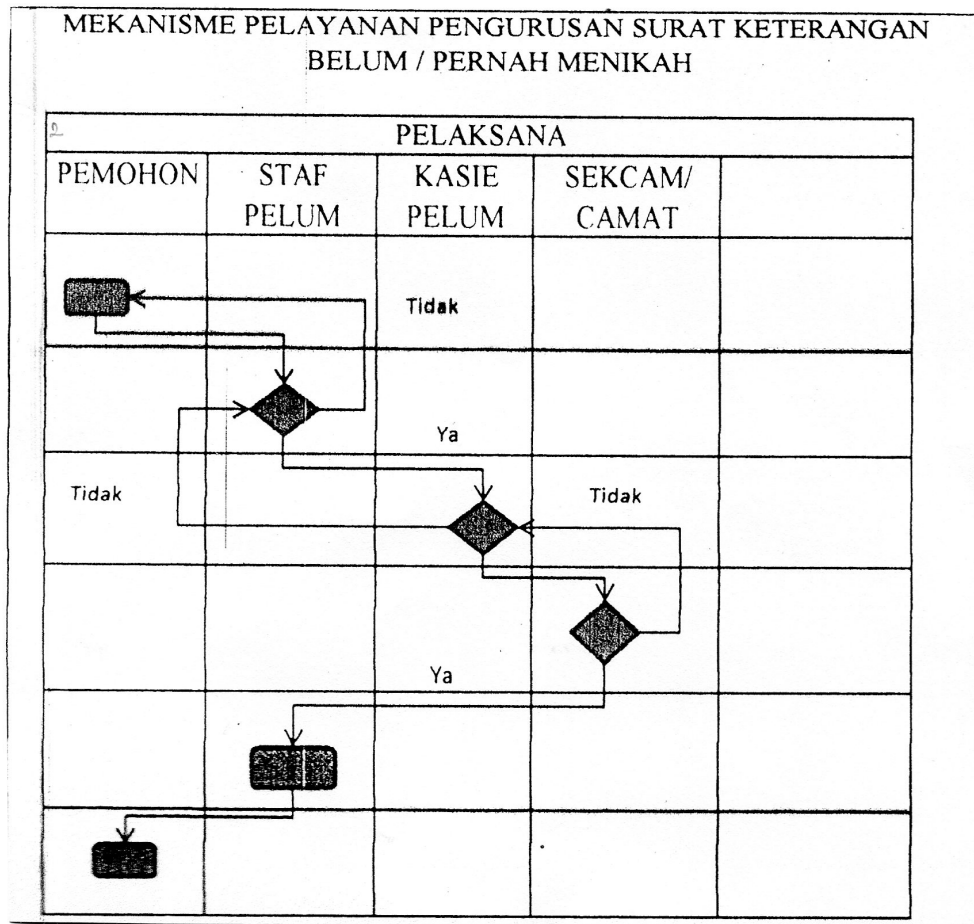 MEKANISME PELAYANAN PENGURUSAN SURAT KETERANGAN
BELUM / PERNAH MENIKAH
PELAKSANA
PEMOHON
STAF
PELUM
KASIE
PELUM
SEKCAM/
CAMAT
Tidak
Ya
Tidak
Tidak
Ya